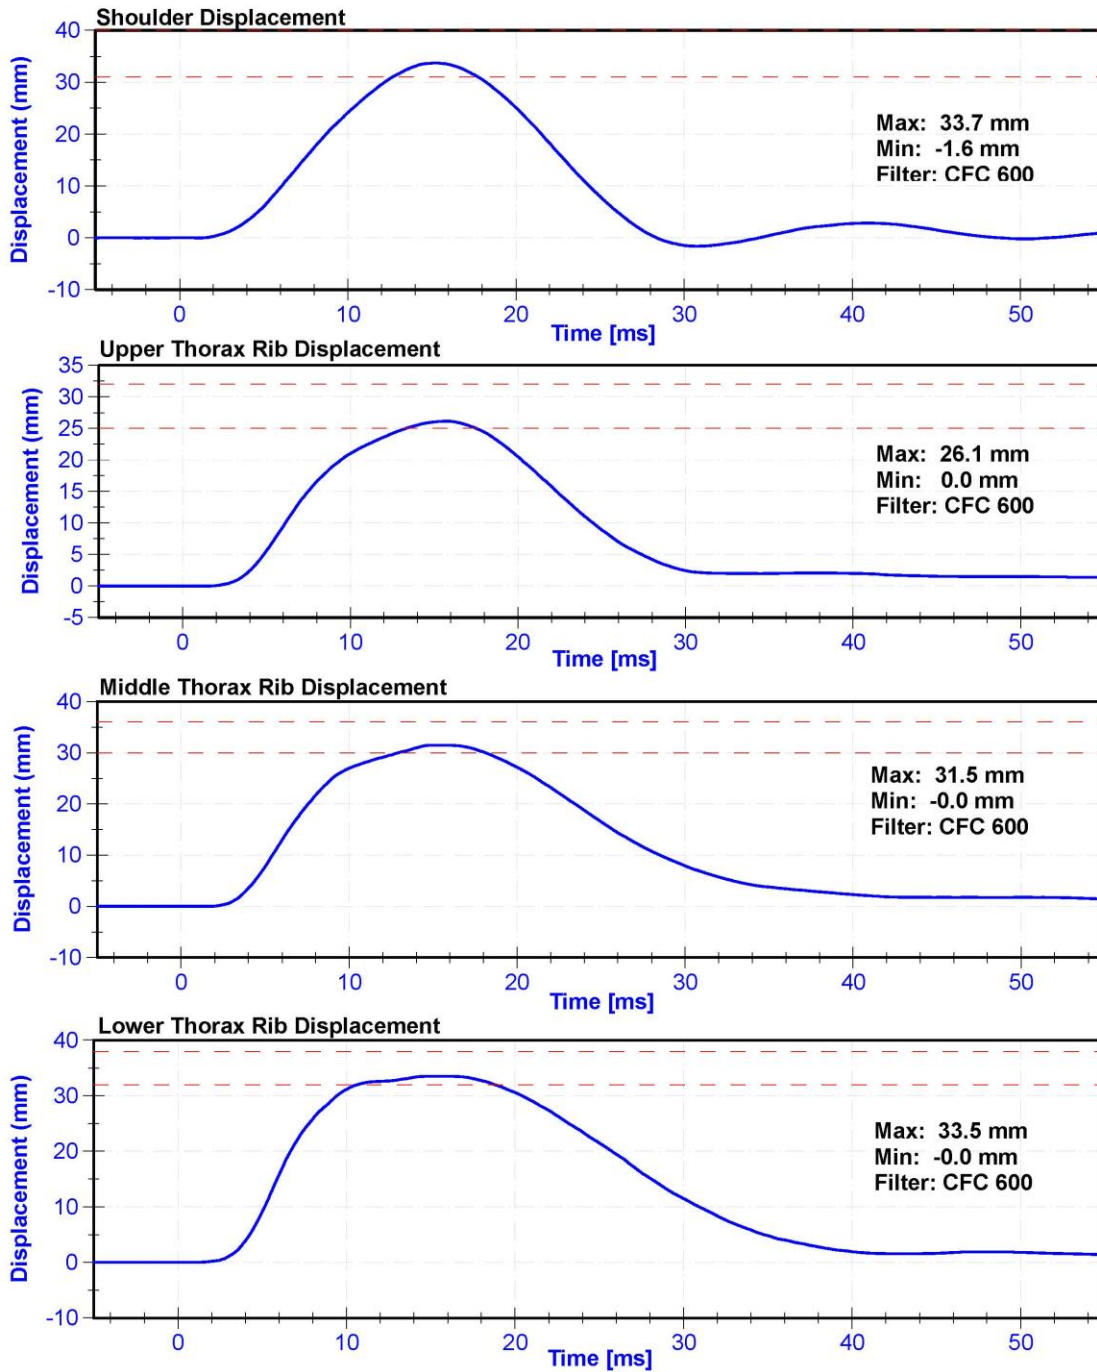 Shoulder Displacement
Displacement (mm)
40
30
20
10
0
-10
Max: 33.7 mm
Min: -1.6 mm
Filter: CFC 600
0 10 20 30 40 50
Time [ms]
Upper Thorax Rib Displacement
Displacement (mm)
35
30
25
20
15
10
5
0
-5
Max: 26.1 mm
Min: 0.0 mm
Filter: CFC 600
0 10 20 30 40 50
Time [ms]
Middle Thorax Rib Displacement
Displacement (mm)
40
30
20
10
0
-10
Max: 31.5 mm
Min: -0.0 mm
Filter: CFC 600
0 10 20 30 40 50
Time [ms]
Lower Thorax Rib Displacement
Displacement (mm)
40
30
20
10
0
-10
Max: 33.5 mm
Min: -0.0 mm
Filter: CFC 600
0 10 20 30 40 50
Time [ms]